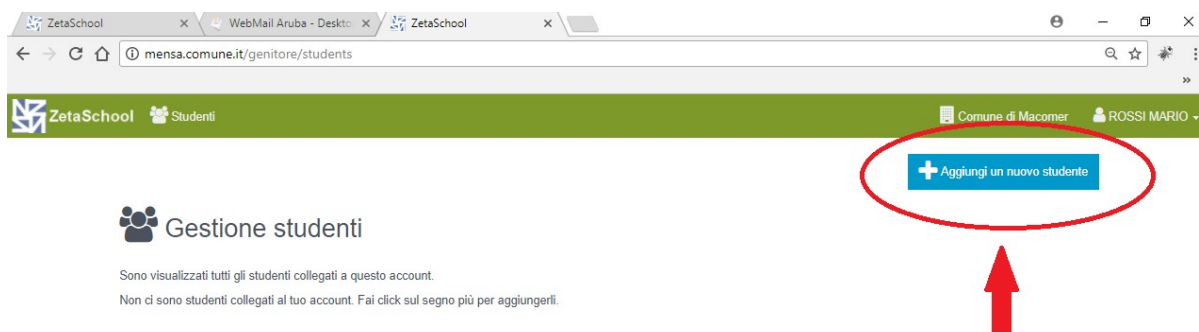 ZetaSchool
WebMail Aruba - Deskto
ZetaSchool
mensa.comune.it/genitore/students
ZetaSchool Studenti Comune di Macomer ROSSI MARIO
Aggiungi un nuovo studente
Gestione studenti
Sono visualizzati tutti gli studenti collegati a questo account.
Non ci sono studenti collegati al tuo account. Fai click sul segno più per aggiungerli.